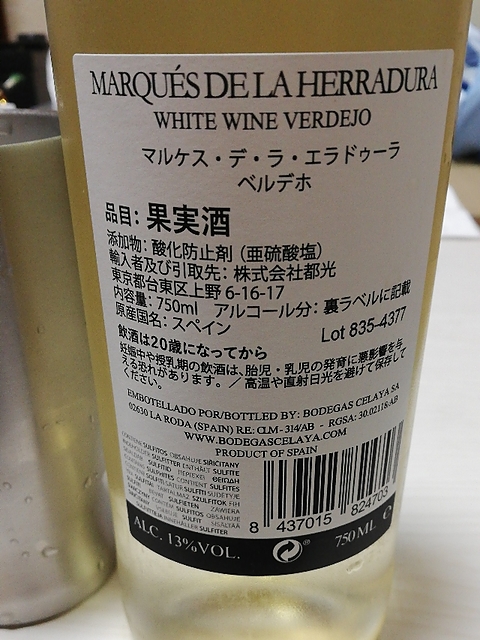 MARQUÉS DE LA HERRADURA
WHITE WINE VERDEJO
マルケス・デ・ラ・エラドゥーラ
ベルデホ
品目：果実酒
添加物：酸化防止剤（亜硫酸塩）
輸入者及び引取先：株式会社都光
東京都台東区上野6-16-17
内容量：750ml アルコール分：裏ラベルに記載
原産国名：スペイン
Lot 835-4377
飲酒は20歳になってから
妊娠中や授乳期の飲酒は、胎児・乳児の発育に悪影響を与
える恐れがあります。／高温や直射日光を避けて保存して
ください。
EMBOTELLADO POR/BOTTLED BY: BODEGAS CELAYA SA
02630 LA RODA (SPAIN) RE: CLM-314/AB - RGSA: 30.02118-AB
WWW.BODEGASCELAYA.COM
PRODUCT OF SPAIN
CONTIENE SULFITOS
CONTIENT SULFITES
8 437015 824703
ALC. 13%VOL.
750 ML e